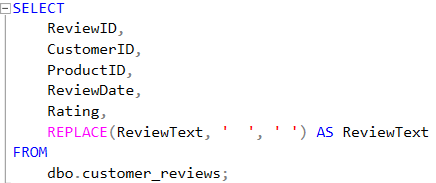 SELECT
    ReviewID,
    CustomerID,
    ProductID,
    ReviewDate,
    Rating,
    REPLACE(ReviewText, '  ', ' ') AS ReviewText
FROM
    dbo.customer_reviews;